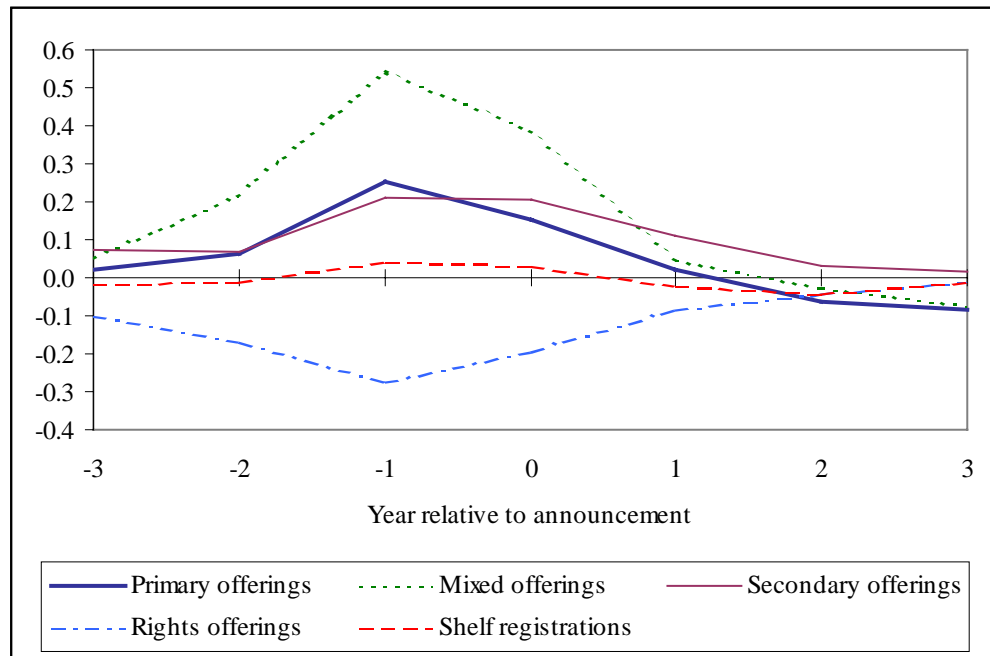 0.6
0.5
0.4
0.3
0.2
0.1
0.0
-0.1
-0.2
-0.3
-0.4
-3 -2 -1 0 1 2 3
Year relative to announcement
Primary offerings Mixed offerings Secondary offerings
Rights offerings Shelf registrations